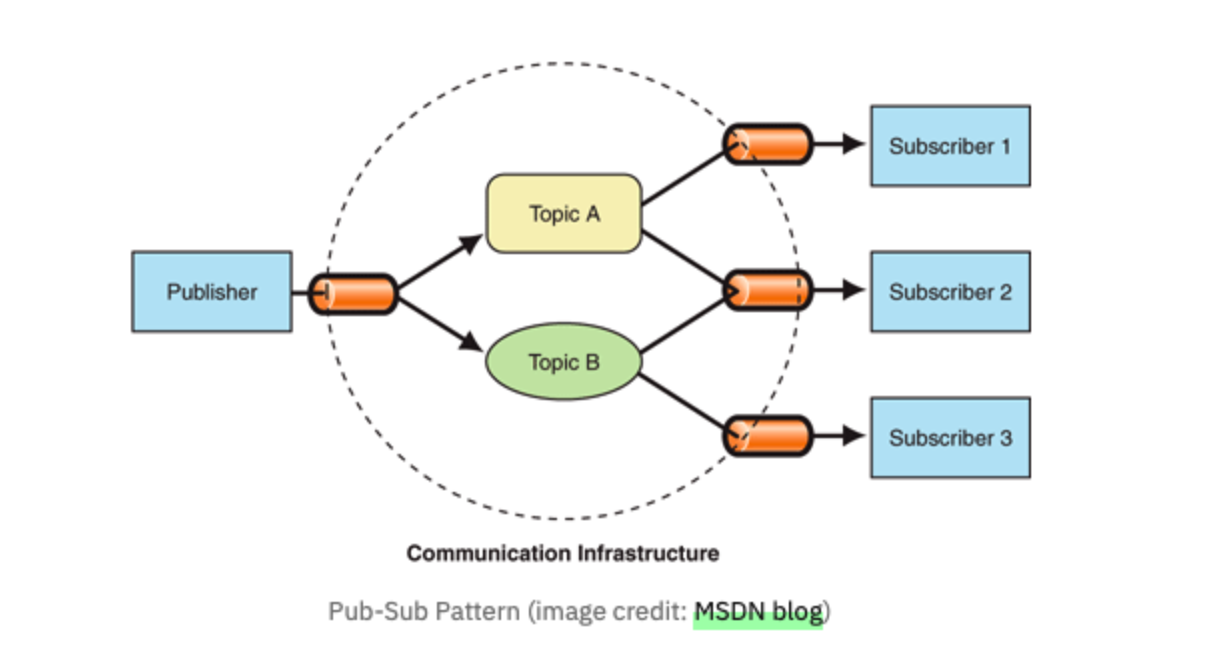 Subscriber 1
Topic A
Publisher
Subscriber 2
Topic B
Subscriber 3
Communication Infrastructure
Pub-Sub Pattern (image credit: MSDN blog)